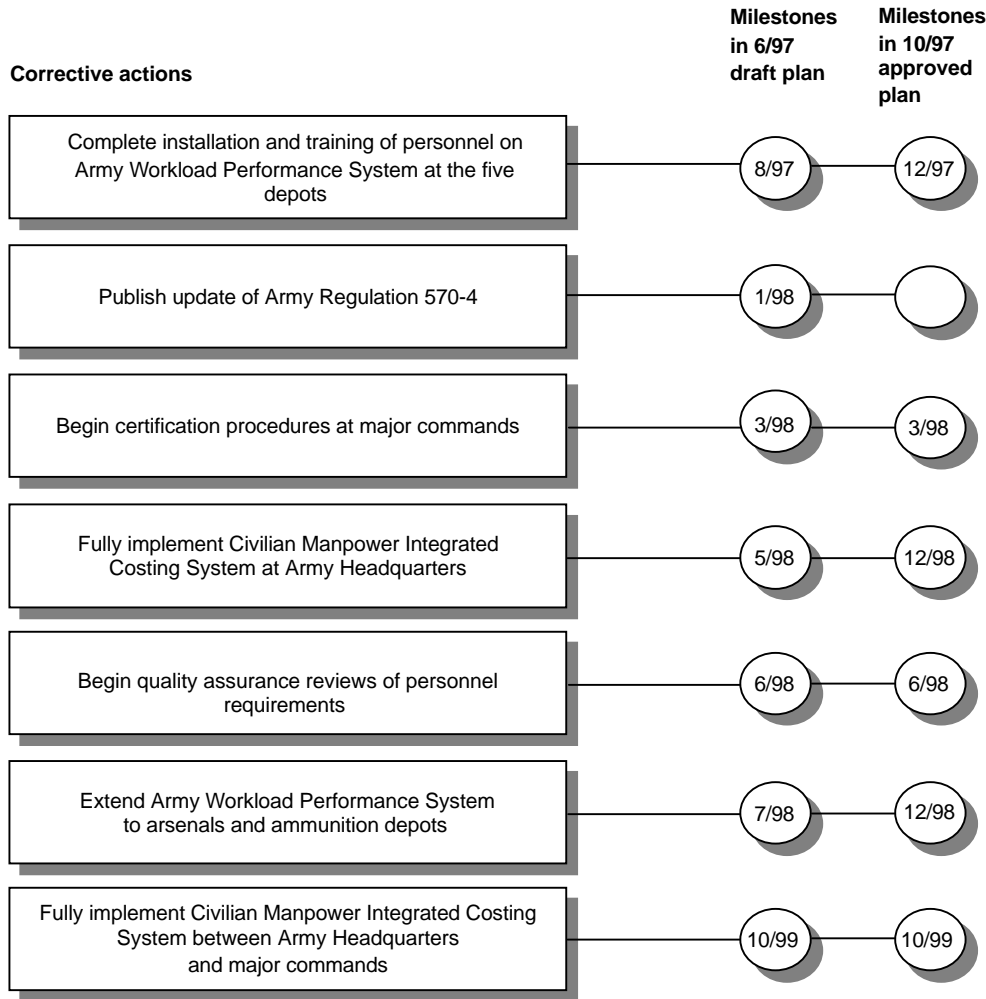 Milestones
in 6/97
draft plan
Milestones
in 10/97
approved
plan
Corrective actions
Complete installation and training of personnel on
Army Workload Performance System at the five
depots
8/97
12/97
Publish update of Army Regulation 570-4
1/98
Begin certification procedures at major commands
3/98
3/98
Fully implement Civilian Manpower Integrated
Costing System at Army Headquarters
5/98
12/98
Begin quality assurance reviews of personnel
requirements
6/98
6/98
Extend Army Workload Performance System
to arsenals and ammunition depots
7/98
12/98
Fully implement Civilian Manpower Integrated Costing
System between Army Headquarters
and major commands
10/99
10/99